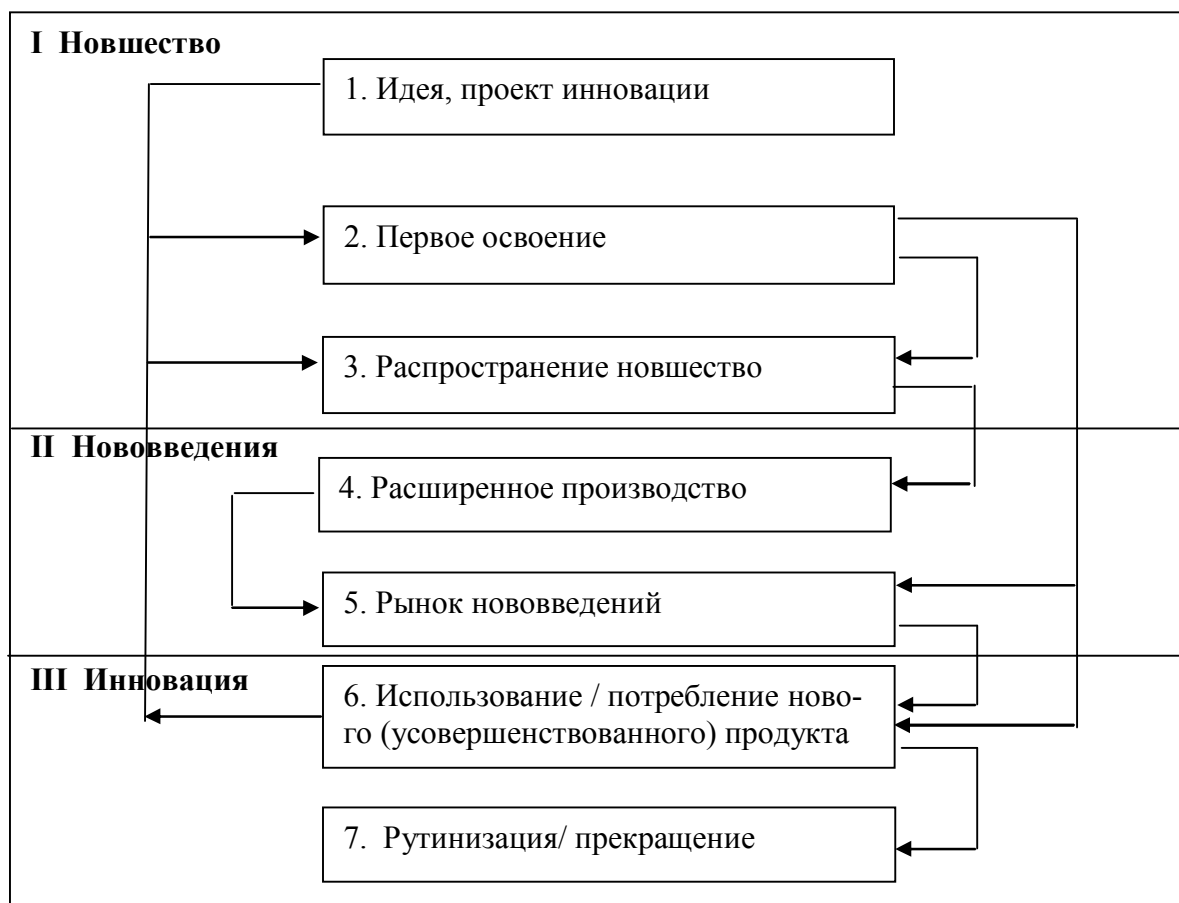 I Новшество
1. Идея, проект инновации
2. Первое освоение
3. Распространение новшество
II Нововведения
4. Расширенное производство
5. Рынок нововведений
III Инновация
6. Использование / потребление ново-
го (усовершенствованного) продукта
7. Рутинизация/ прекращение